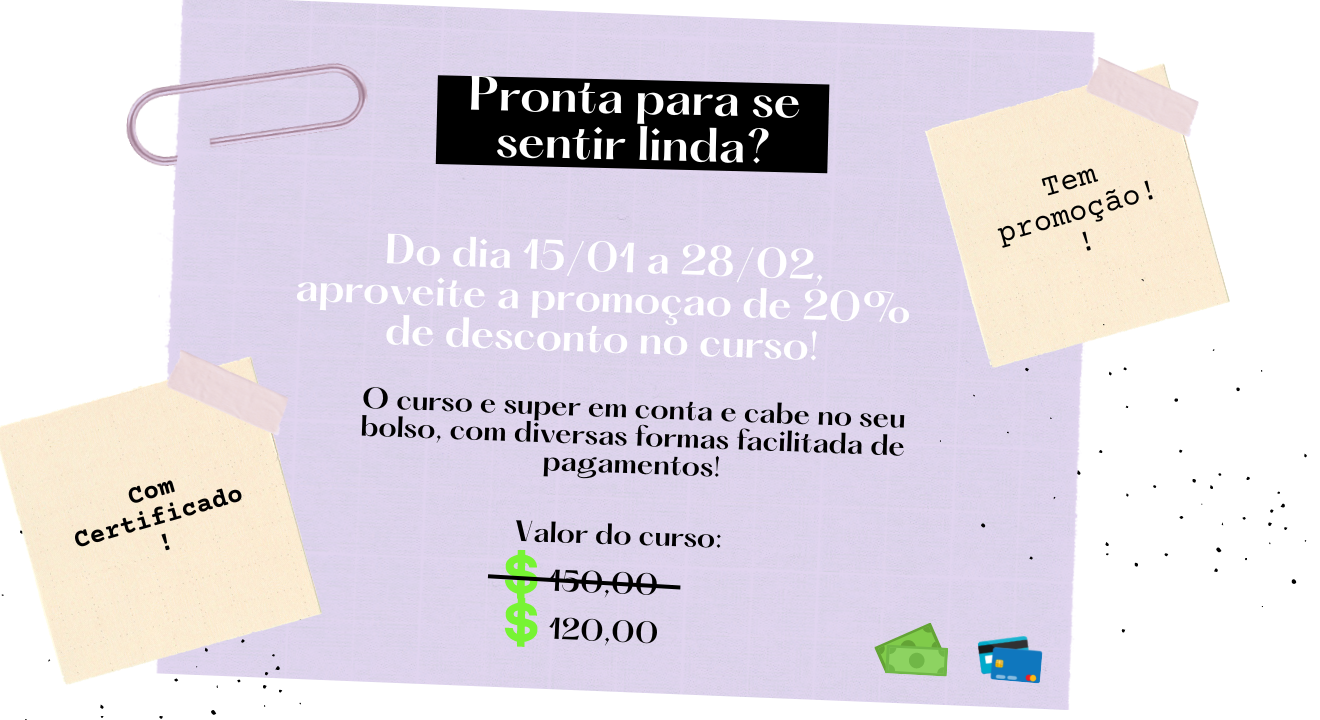 Pronta para se
sentir linda?
Tem
promoção!
!
Do dia 15/01 a 28/02,
aproveite a promoçao de 20%
de desconto no curso!
O curso e super em conta e cabe no seu
bolso, com diversas formas facilitada de
pagamentos!
Com
Certificado
!
Valor do curso:
$ 150,00
$ 120,00